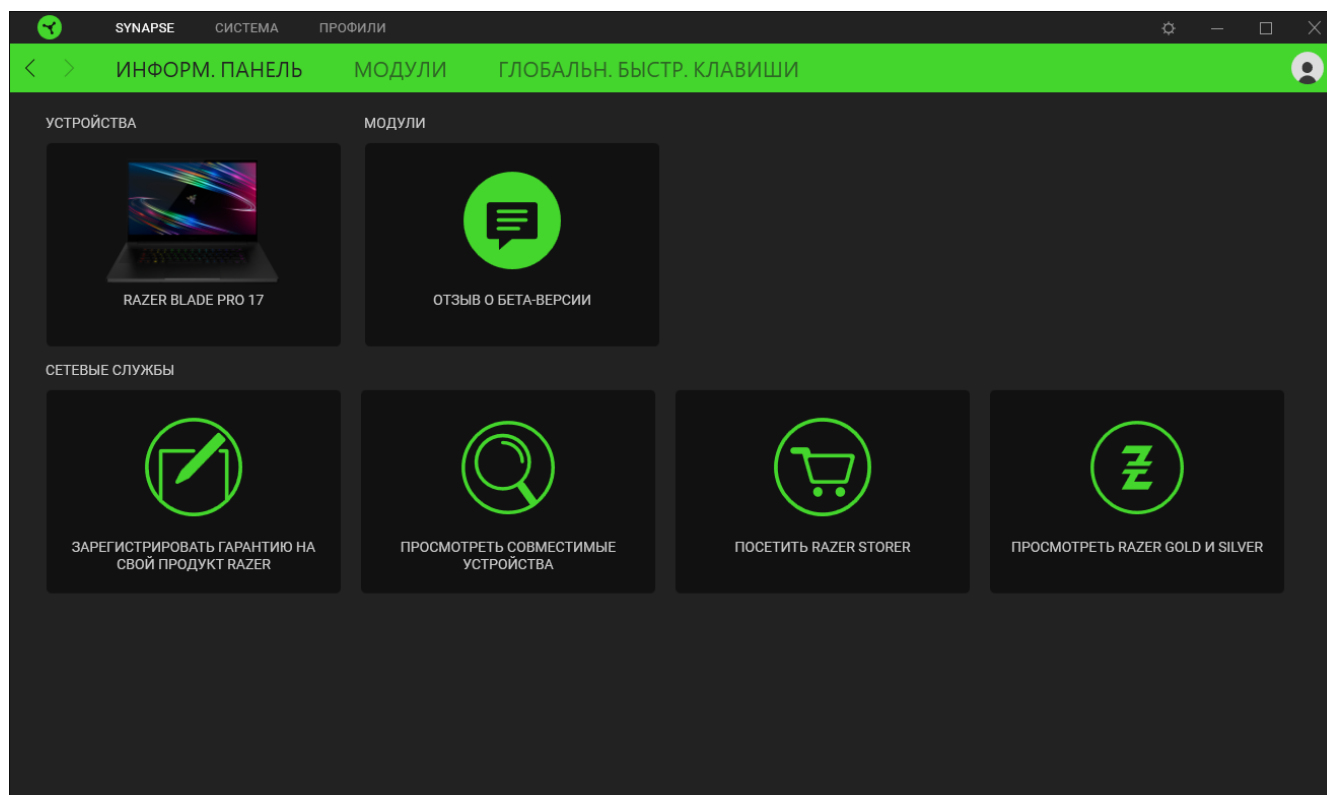 SYNAPSE СИСТЕМА ПРОФИЛИ
ИНФОРМ. ПАНЕЛЬ МОДУЛИ ГЛОБАЛЬН. БЫСТР. КЛАВИШИ
УСТРОЙСТВА МОДУЛИ
RAZER BLADE PRO 17 ОТЗЫВ О БЕТА-ВЕРСИИ
СЕТЕВЫЕ СЛУЖБЫ
ЗАРЕГИСТРИРОВАТЬ ГАРАНТИЮ НА
СВОЙ ПРОДУКТ RAZER
ПРОСМОТРЕТЬ СОВМЕСТИМЫЕ
УСТРОЙСТВА
ПОСЕТИТЬ RAZER STORER
ПРОСМОТРЕТЬ RAZER GOLD И SILVER